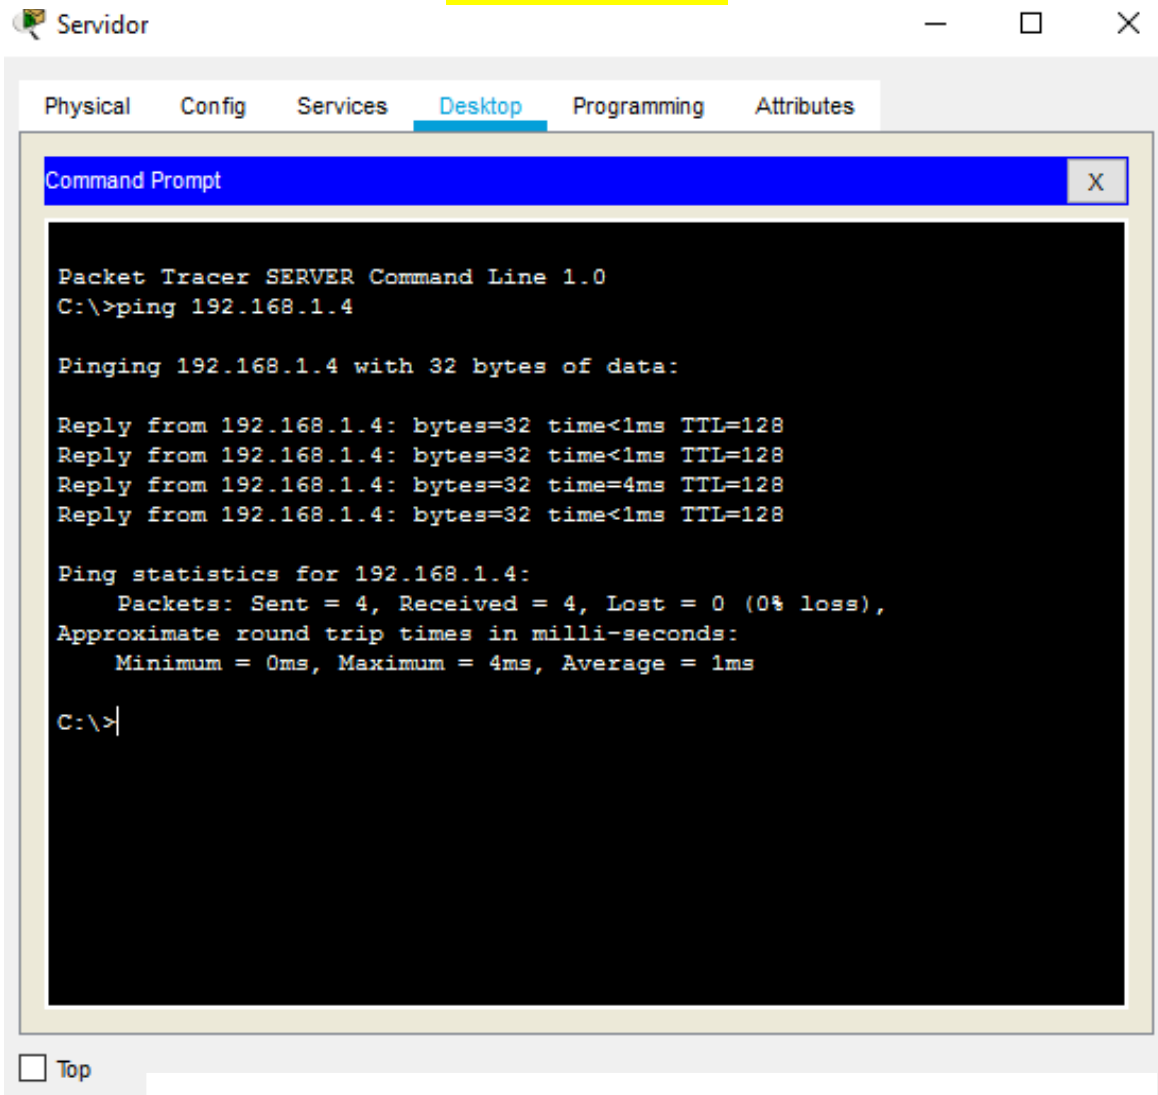 Servidor
Physical Config Services Desktop Programming Attributes
Command Prompt X
Packet Tracer SERVER Command Line 1.0
C:\>ping 192.168.1.4
Pinging 192.168.1.4 with 32 bytes of data:
Reply from 192.168.1.4: bytes=32 time<1ms TTL=128
Reply from 192.168.1.4: bytes=32 time<1ms TTL=128
Reply from 192.168.1.4: bytes=32 time=4ms TTL=128
Reply from 192.168.1.4: bytes=32 time<1ms TTL=128
Ping statistics for 192.168.1.4:
Packets: Sent = 4, Received = 4, Lost = 0 (0% loss),
Approximate round trip times in milli-seconds:
Minimum = 0ms, Maximum = 4ms, Average = 1ms
C:\>
Top